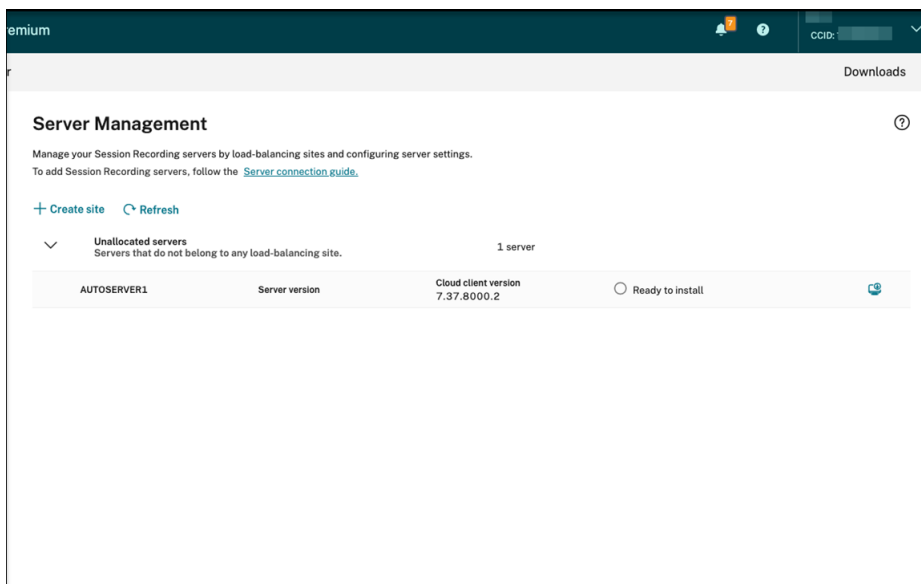 emium
7
?
CCID:
r
Downloads
Server Management
?
Manage your Session Recording servers by load-balancing sites and configuring server settings.
To add Session Recording servers, follow the Server connection guide.
+ Create site Refresh
Unallocated servers
Servers that do not belong to any load-balancing site.
1 server
AUTOSERVER1
Server version
Cloud client version
7.37.8000.2
Ready to install